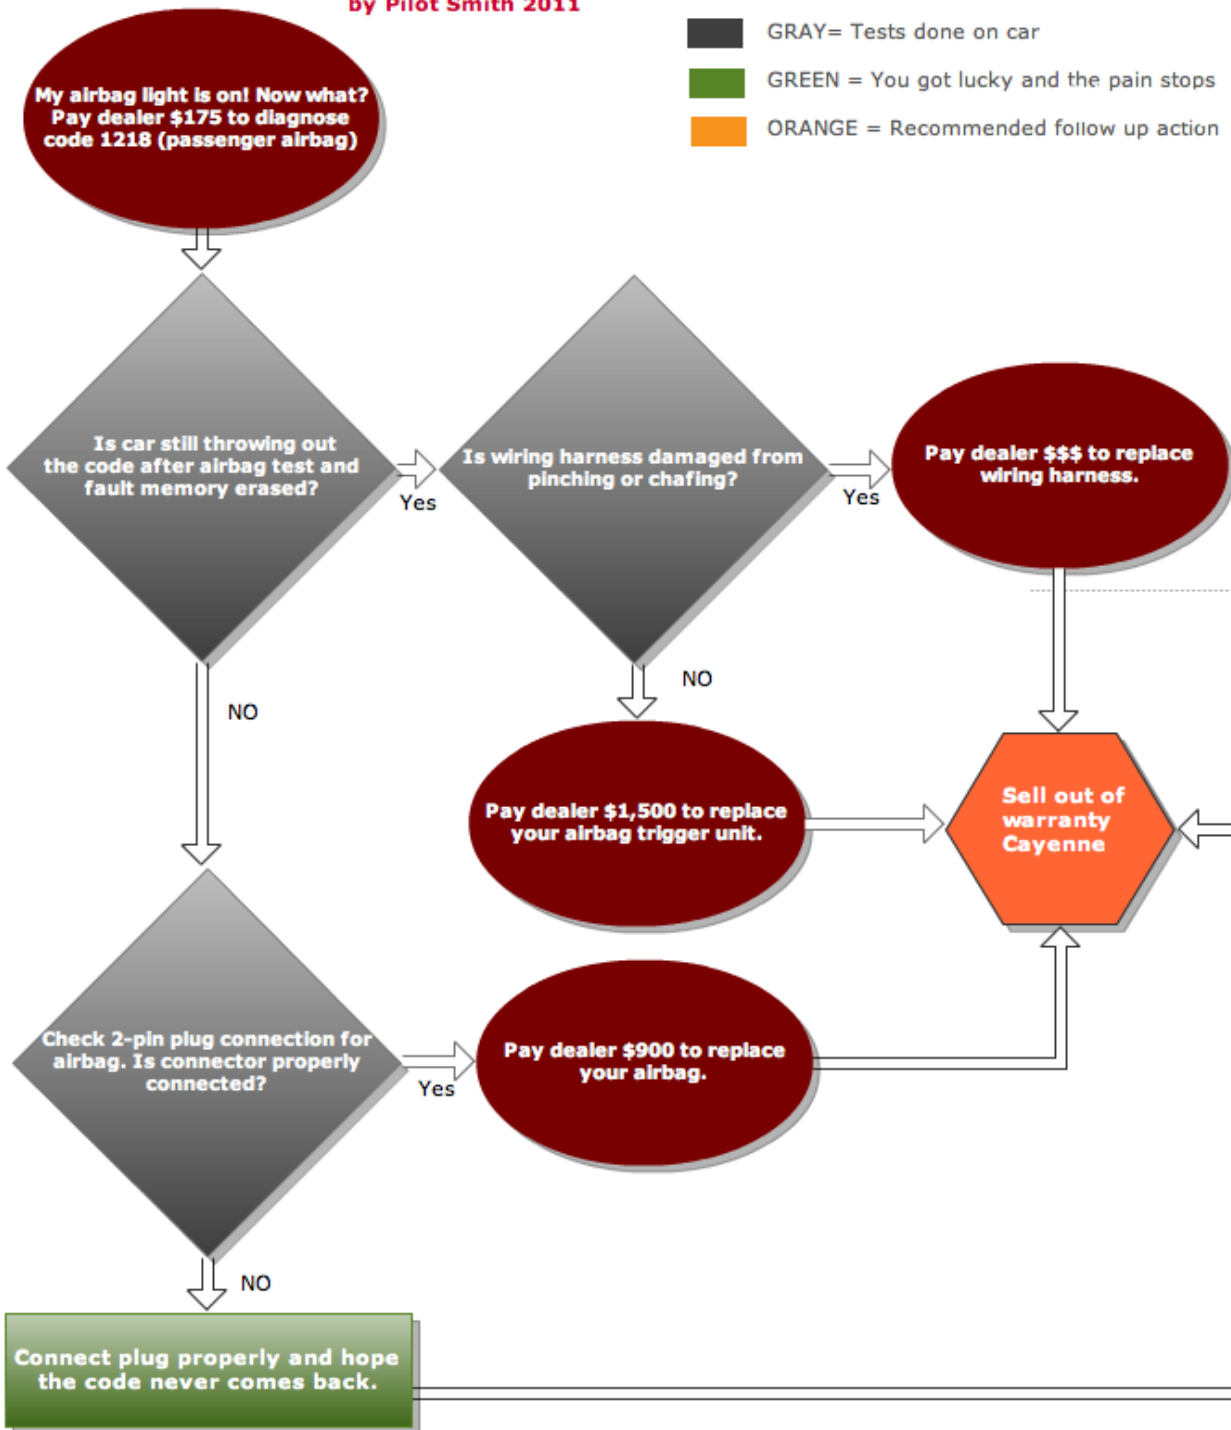 by Pilot Smith 2011
GRAY= Tests done on car
GREEN = You got lucky and the pain stops
ORANGE = Recommended follow up action
My airbag light is on! Now what?
Pay dealer $175 to diagnose
code 1218 (passenger airbag)
Is car still throwing out
the code after airbag test and
fault memory erased?
Yes
Is wiring harness damaged from
pinching or chafing?
Yes
Pay dealer $$$ to replace
wiring harness.
NO
NO
Pay dealer $1,500 to replace
your airbag trigger unit.
Sell out of
warranty
Cayenne
Check 2-pin plug connection for
airbag. Is connector properly
connected?
Yes
Pay dealer $900 to replace
your airbag.
NO
Connect plug properly and hope
the code never comes back.